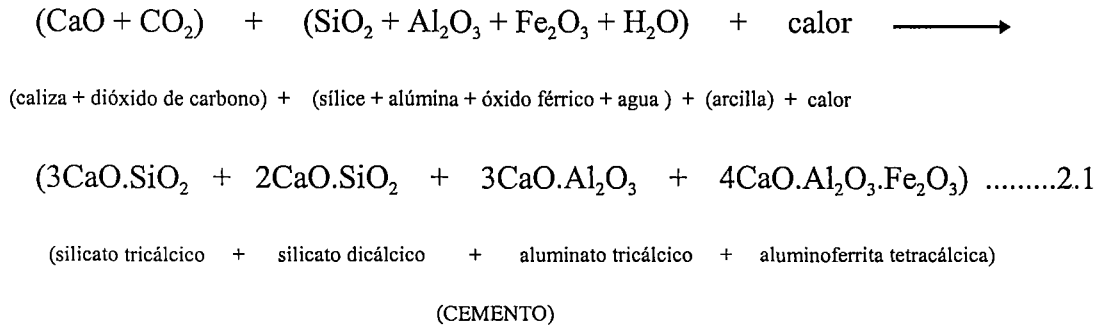 (CaO + CO₂) + (SiO₂ + Al₂O₃ + Fe₂O₃ + H₂O) + calor ⟶
(caliza + dióxido de carbono) + (sílice + alúmina + óxido férrico + agua ) + (arcilla) + calor
(3CaO.SiO₂ + 2CaO.SiO₂ + 3CaO.Al₂O₃ + 4CaO.Al₂O₃.Fe₂O₃) .........2.1
(silicato tricálcico + silicato dicálcico + aluminato tricálcico + aluminoferrita tetracálcica)
(CEMENTO)